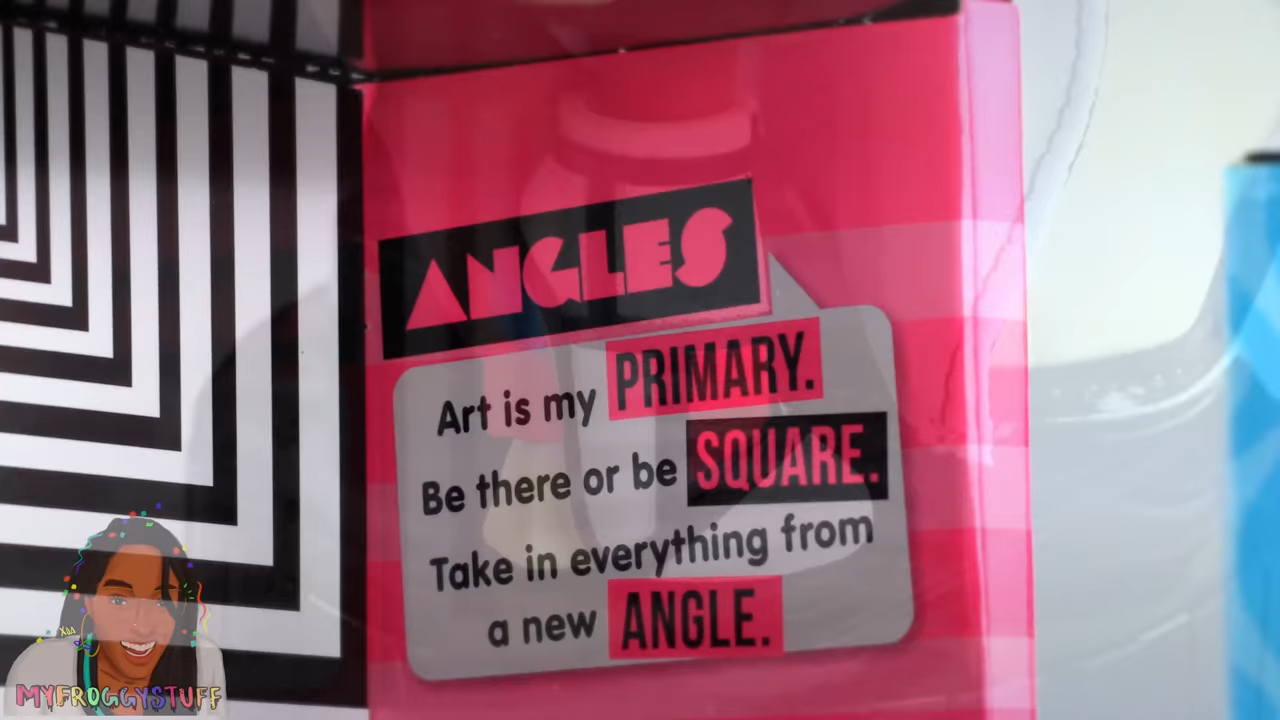 ANGLES
Art is my PRIMARY.
Be there or be SQUARE.
Take in everything from
a new ANGLE.
MYFROGGYSTUFF